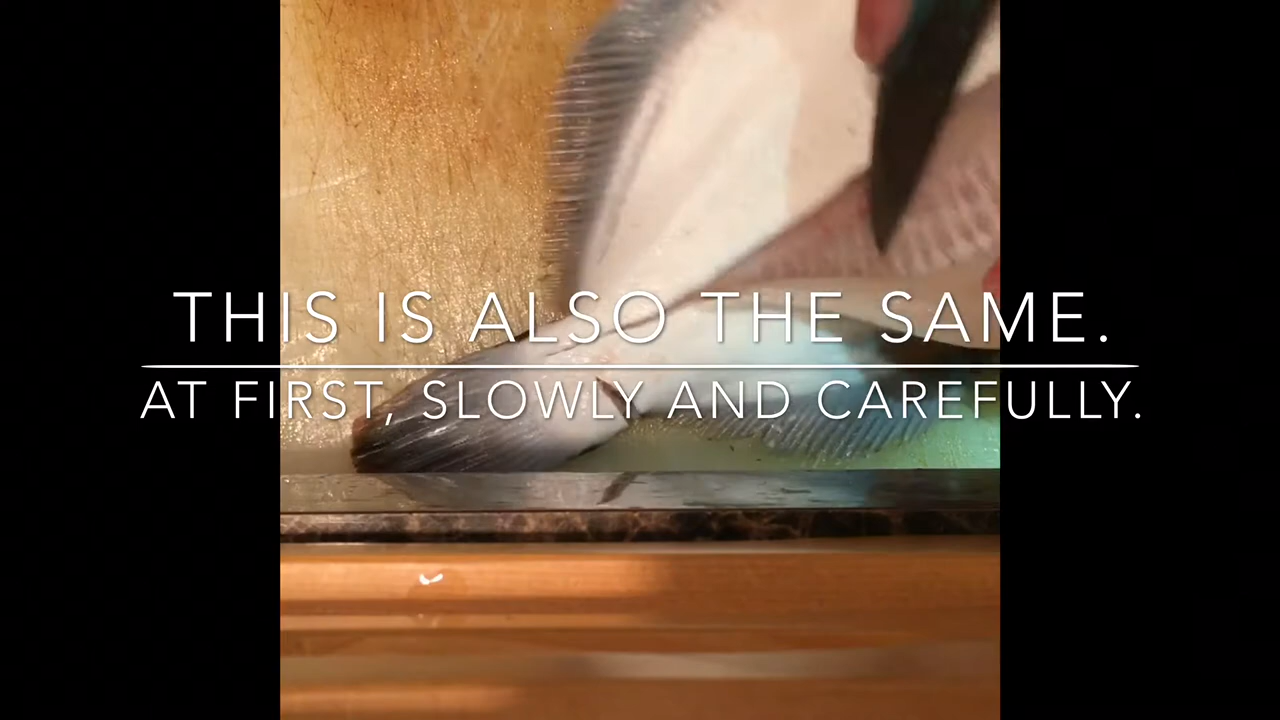 THIS IS ALSO THE SAME.
AT FIRST, SLOWLY AND CAREFULLY.